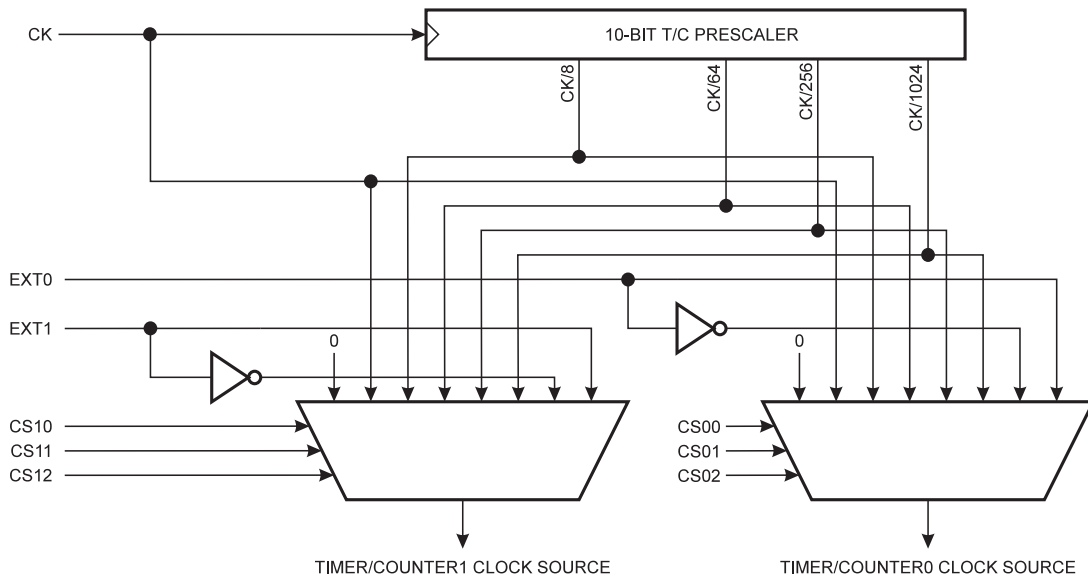 CK
10-BIT T/C PRESCALER
CK/8
CK/64
CK/256
CK/1024
EXT0
EXT1
0
0
CS10
CS11
CS12
CS00
CS01
CS02
TIMER/COUNTER1 CLOCK SOURCE
TIMER/COUNTER0 CLOCK SOURCE